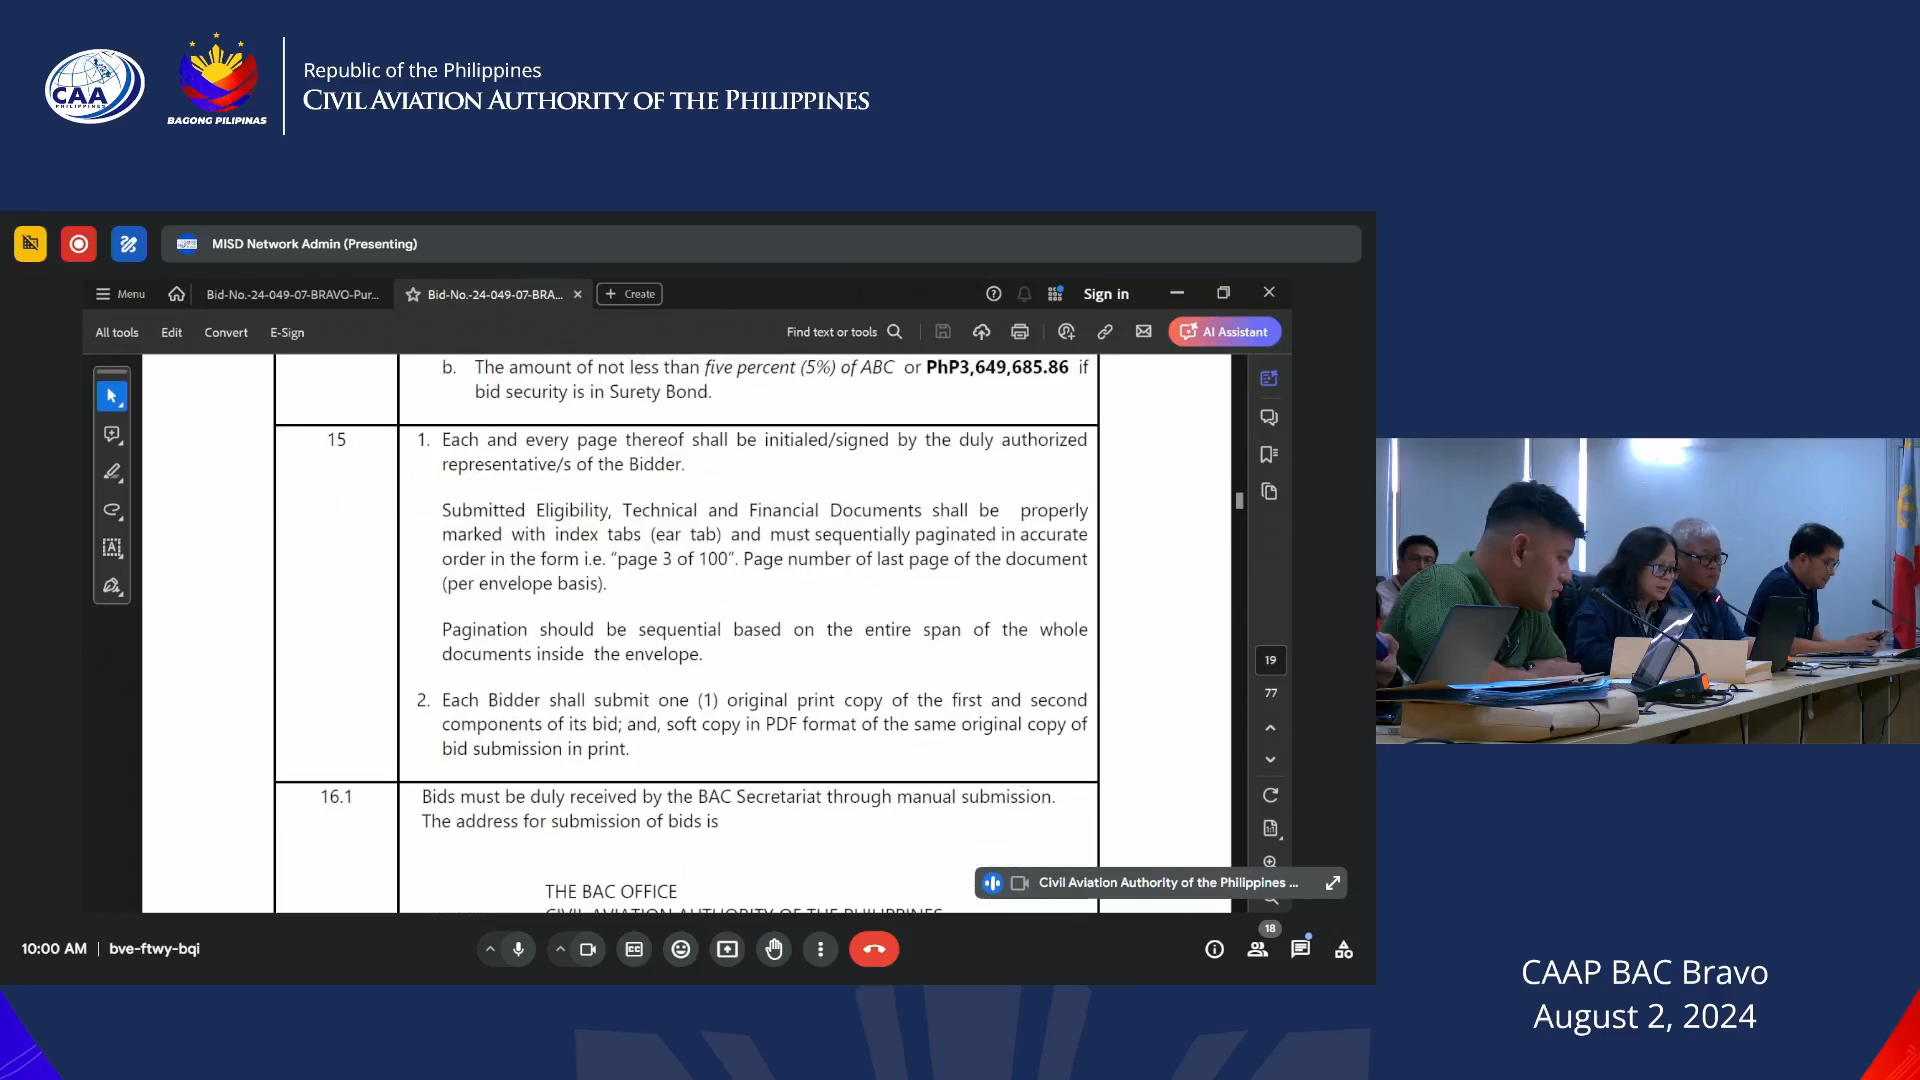 CAA
PHILIPPINES
BAGONG PILIPINAS
Republic of the Philippines
CIVIL AVIATION AUTHORITY OF THE PHILIPPINES
MISD Network Admin (Presenting)
Menu
Bid-No.-24-049-07-BRAVO-Pur...
Bid-No.-24-049-07-BRA...
Create
Sign in
All tools
Edit
Convert
E-Sign
Find text or tools
AI Assistant
b. The amount of not less than five percent (5%) of ABC or PhP3,649,685.86 if
bid security is in Surety Bond.
15
1. Each and every page thereof shall be initialed/signed by the duly authorized
representative/s of the Bidder.
Submitted Eligibility, Technical and Financial Documents shall be properly
marked with index tabs (ear tab) and must sequentially paginated in accurate
order in the form i.e. “page 3 of 100”. Page number of last page of the document
(per envelope basis).
Pagination should be sequential based on the entire span of the whole
documents inside the envelope.
2. Each Bidder shall submit one (1) original print copy of the first and second
components of its bid; and, soft copy in PDF format of the same original copy of
bid submission in print.
16.1
Bids must be duly received by the BAC Secretariat through manual submission.
The address for submission of bids is
THE BAC OFFICE
CIVIL AVIATION AUTHORITY OF THE PHILIPPINES
19
77
Civil Aviation Authority of the Philippines ...
18
10:00 AM | bve-ftwy-bqi
CAAP BAC Bravo
August 2, 2024